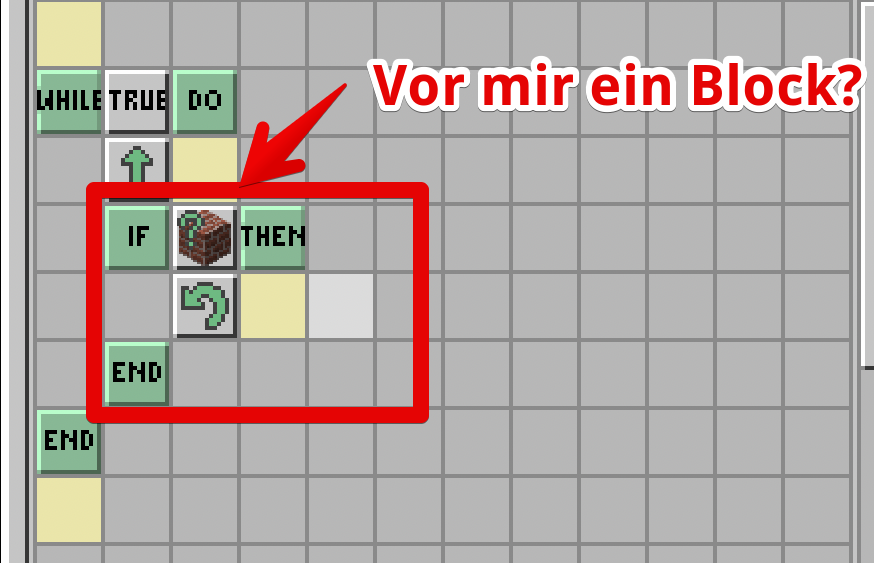 Vor mir ein Block?
WHILE TRUE DO
IF ? THEN
END
END